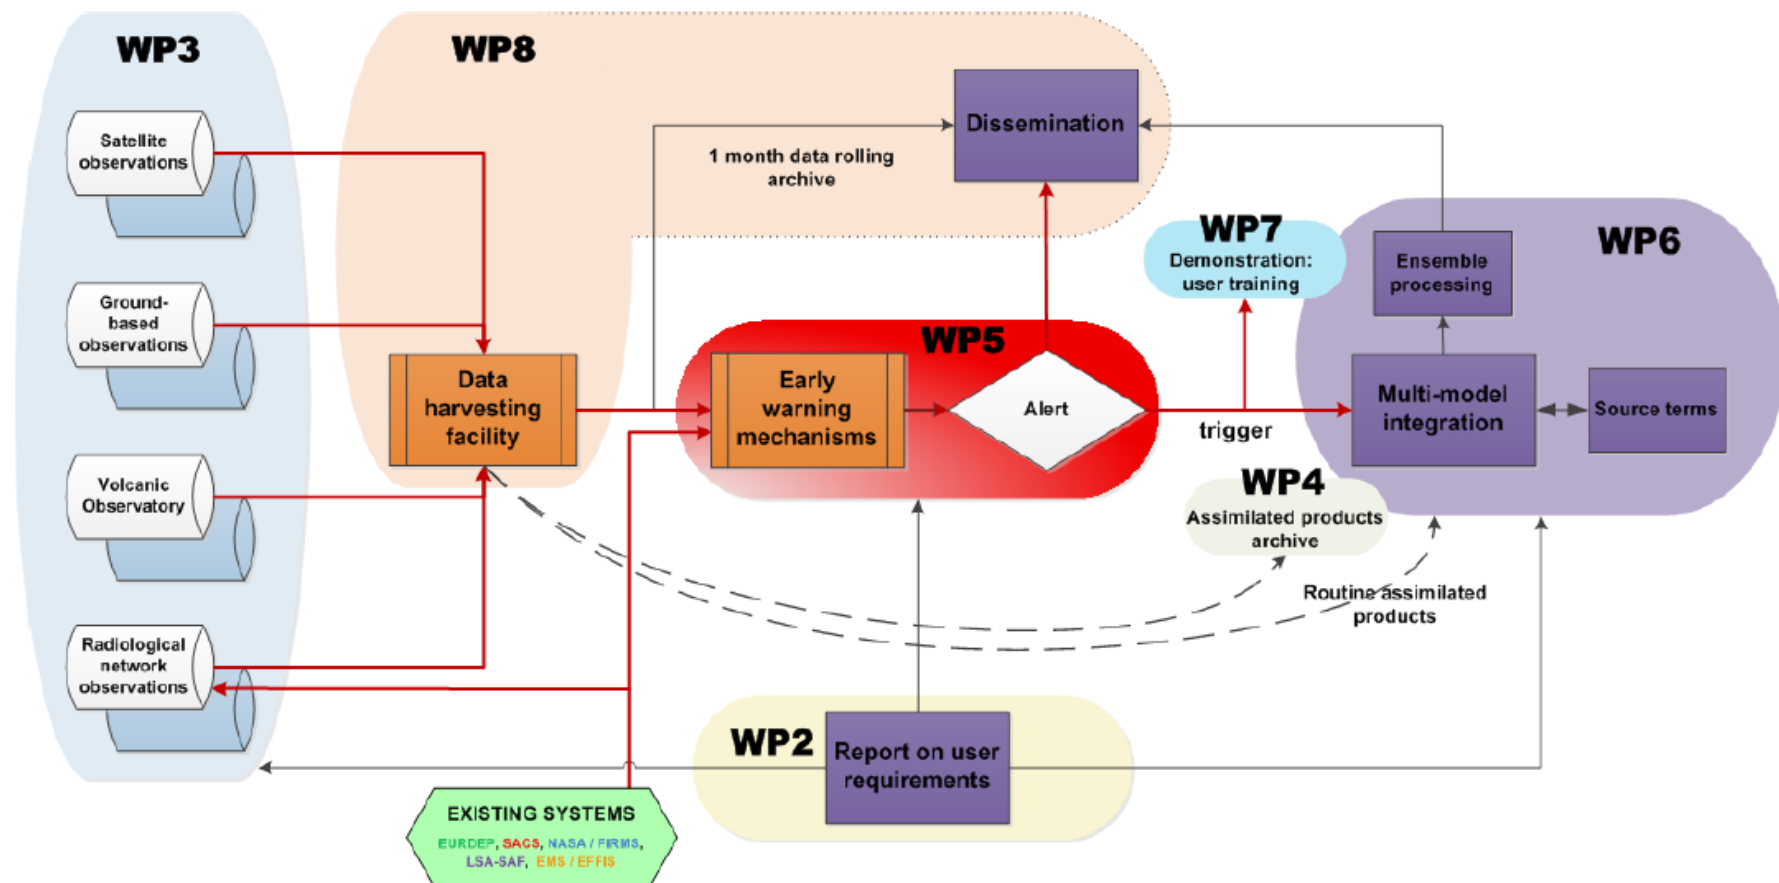 WP3
Satellite
observations
Ground-
based
observations
Volcanic
Observatory
Radiological
network
observations
WP8
Data
harvesting
facility
1 month data rolling
archive
Dissemination
WP5
Early
warning
mechanisms
Alert
trigger
WP7
Demonstration:
user training
WP6
Ensemble
processing
Multi-model
integration
Source terms
WP4
Assimilated products
archive
Routine assimilated
products
WP2
Report on user
requirements
EXISTING SYSTEMS
EURDEP, SACS, NASA / FIRMS,
LSA-SAF, EMS / EFFIS